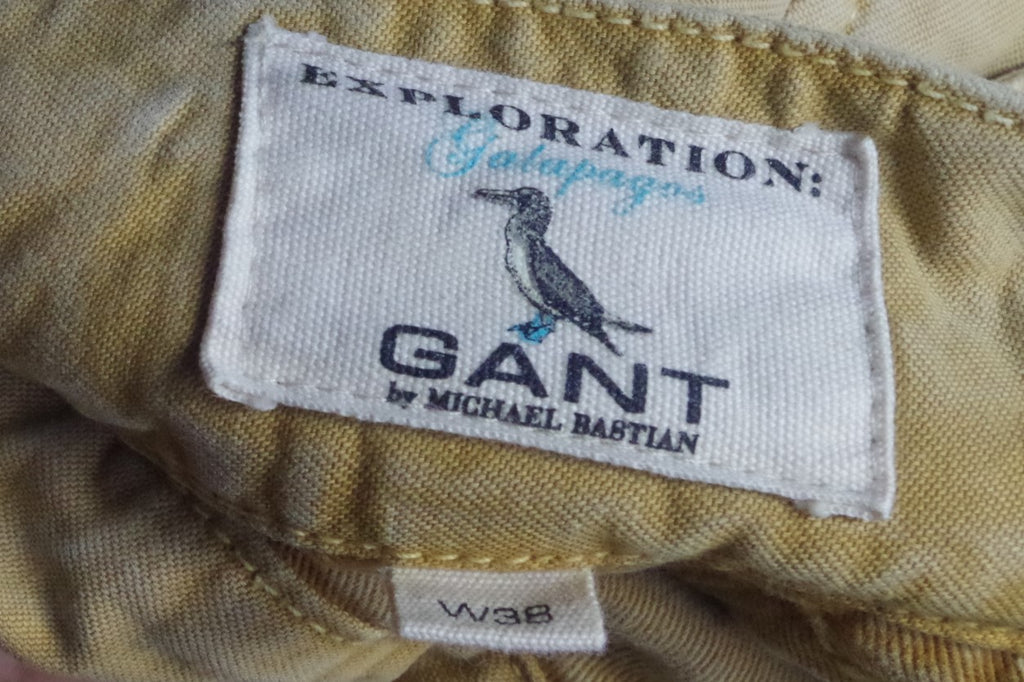 EXPLORATION:
Galapagos
GANT
by MICHAEL BASTIAN
W38